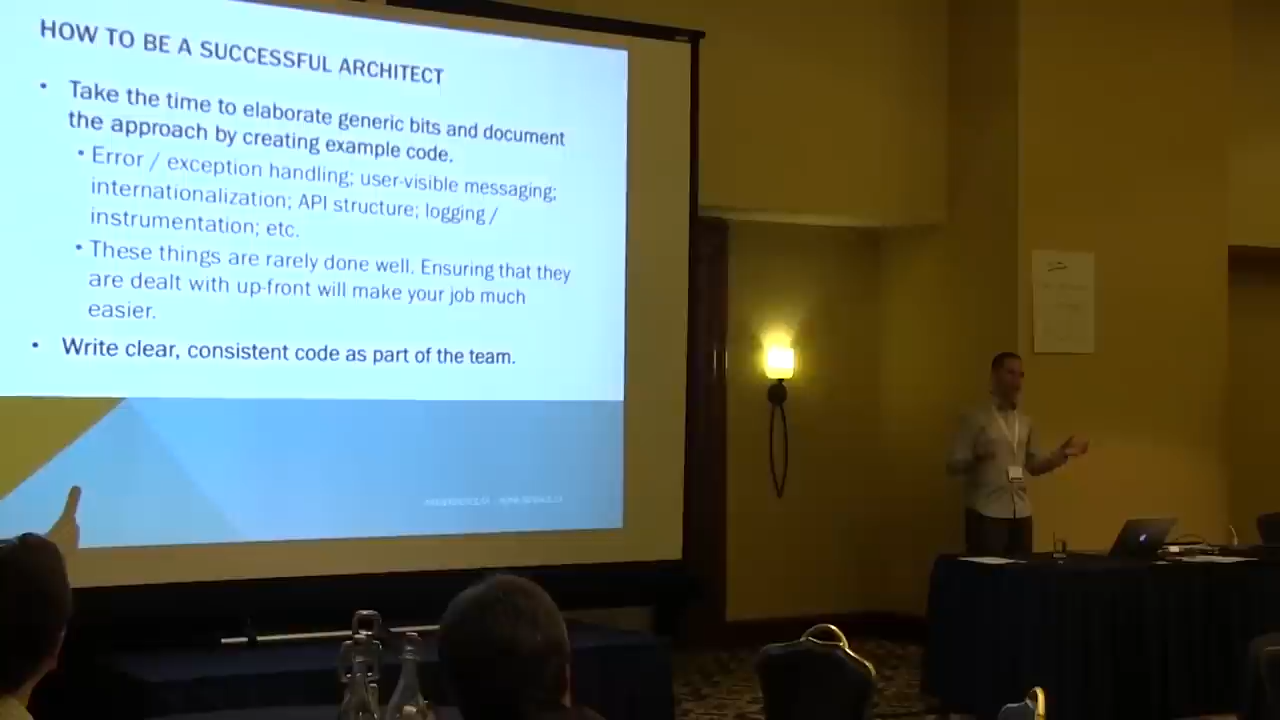 HOW TO BE A SUCCESSFUL ARCHITECT
• Take the time to elaborate generic bits and document
the approach by creating example code.
• Error / exception handling; user-visible messaging;
internationalization; API structure; logging /
instrumentation; etc.
• These things are rarely done well. Ensuring that they
are dealt with up-front will make your job much
easier.
• Write clear, consistent code as part of the team.